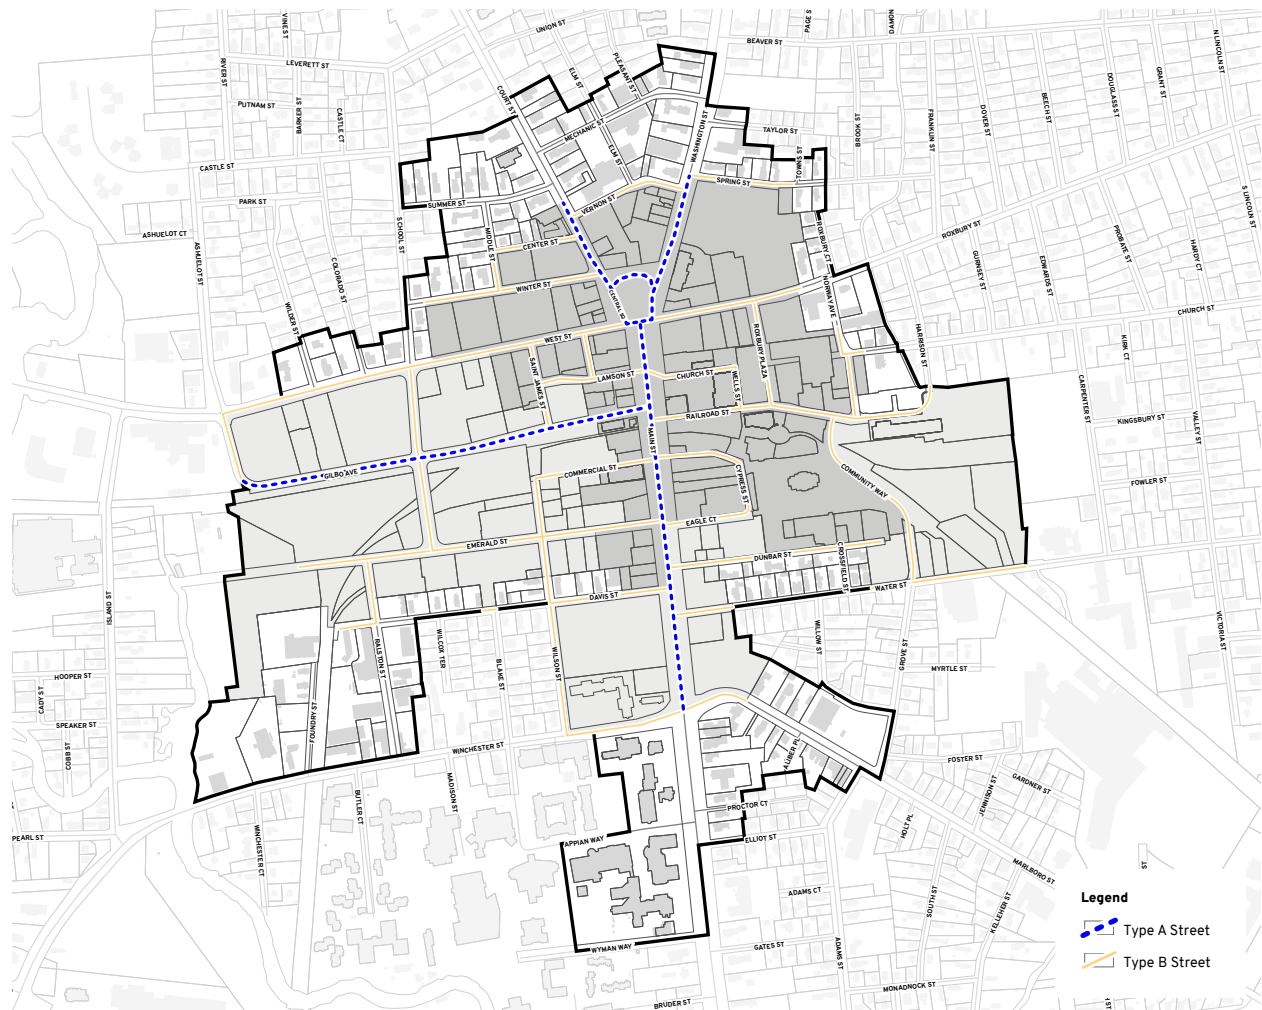 UNION ST
VINE ST
PAGE S
DAMON
BEAVER ST
N LINCOLN ST
LEVERETT ST
RIVER ST
ELM ST
PLEASANT ST
GRANT ST
DOUGLASS ST
BEECH ST
PUTNAM ST
BARKER ST
CASTLE CT
COURT ST
MECHANIC ST
WASHINGTON ST
TAYLOR ST
BROOK ST
FRANKLIN ST
DOVER ST
CASTLE ST
ELM ST
TOWNS ST
SPRING ST
PARK ST
SUMMER ST
VERNON ST
S LINCOLN ST
ASHUELOT CT
ASHUELOT ST
SCHOOL ST
MIDDLE ST
CENTER ST
ROXBURY CT
ROXBURY ST
PROBATE ST
HARDY CT
COLORADO ST
GURNSEY ST
EDWARDS ST
WINTER ST
CENTRAL SQ
NORWAY AVE
WILDER ST
CHURCH ST
WEST ST
ROXBURY PLAZA
HARRISON ST
KIRK CT
SAINT JAMES ST
LAMSON ST
CHURCH ST
WELLS ST
CARPENTER ST
RAILROAD ST
KINGSBURY ST
VALLEY ST
MAIN ST
GILBO AVE
COMMERCIAL ST
CYPRESS ST
COMMUNITY WAY
FOWLER ST
EAGLE CT
EMERALD ST
DUNBAR ST
CROSSFIELD ST
WATER ST
ISLAND ST
DAVIS ST
VICTORIA ST
WILCOX TER
WILLOW ST
GROVE ST
RALSTON ST
BLAKE ST
WILSON ST
MYRTLE ST
HOOPER ST
CADY ST
SPEAKER ST
FOUNDRY ST
COBB ST
WINCHESTER ST
AUBER PL
FOSTER ST
MADISON ST
BUTLER CT
GARDNER ST
JENNISON ST
PROCTOR CT
PEARL ST
WINCHESTER CT
APPIAN WAY
ELLIOT ST
HOLT PL
MARLBORO ST
ST
ADAMS CT
SOUTH ST
KELLEHER ST
Legend
Type A Street
WYMAN WAY
GATES ST
ADAMS ST
Type B Street
MONADNOCK ST
BRUDER ST
H ST